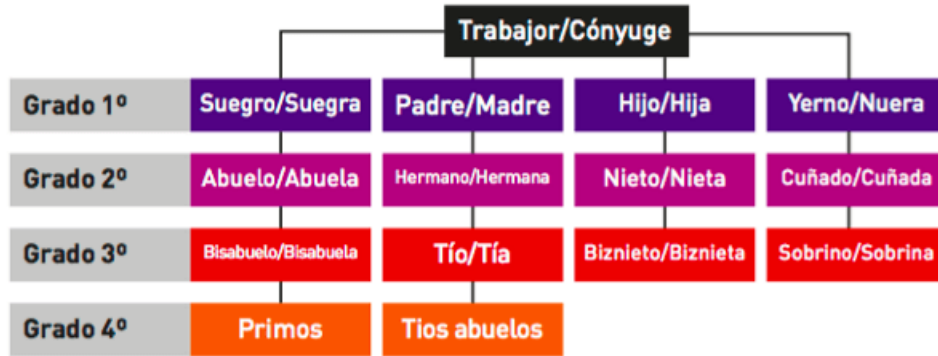 Trabajor/Cónyuge
Grado 1º Suegro/Suegra Padre/Madre Hijo/Hija Yerno/Nuera
Grado 2º Abuelo/Abuela Hermano/Hermana Nieto/Nieta Cuñado/Cuñada
Grado 3º Bisabuelo/Bisabuela Tío/Tía Biznieto/Biznieta Sobrino/Sobrina
Grado 4º Primos Tios abuelos